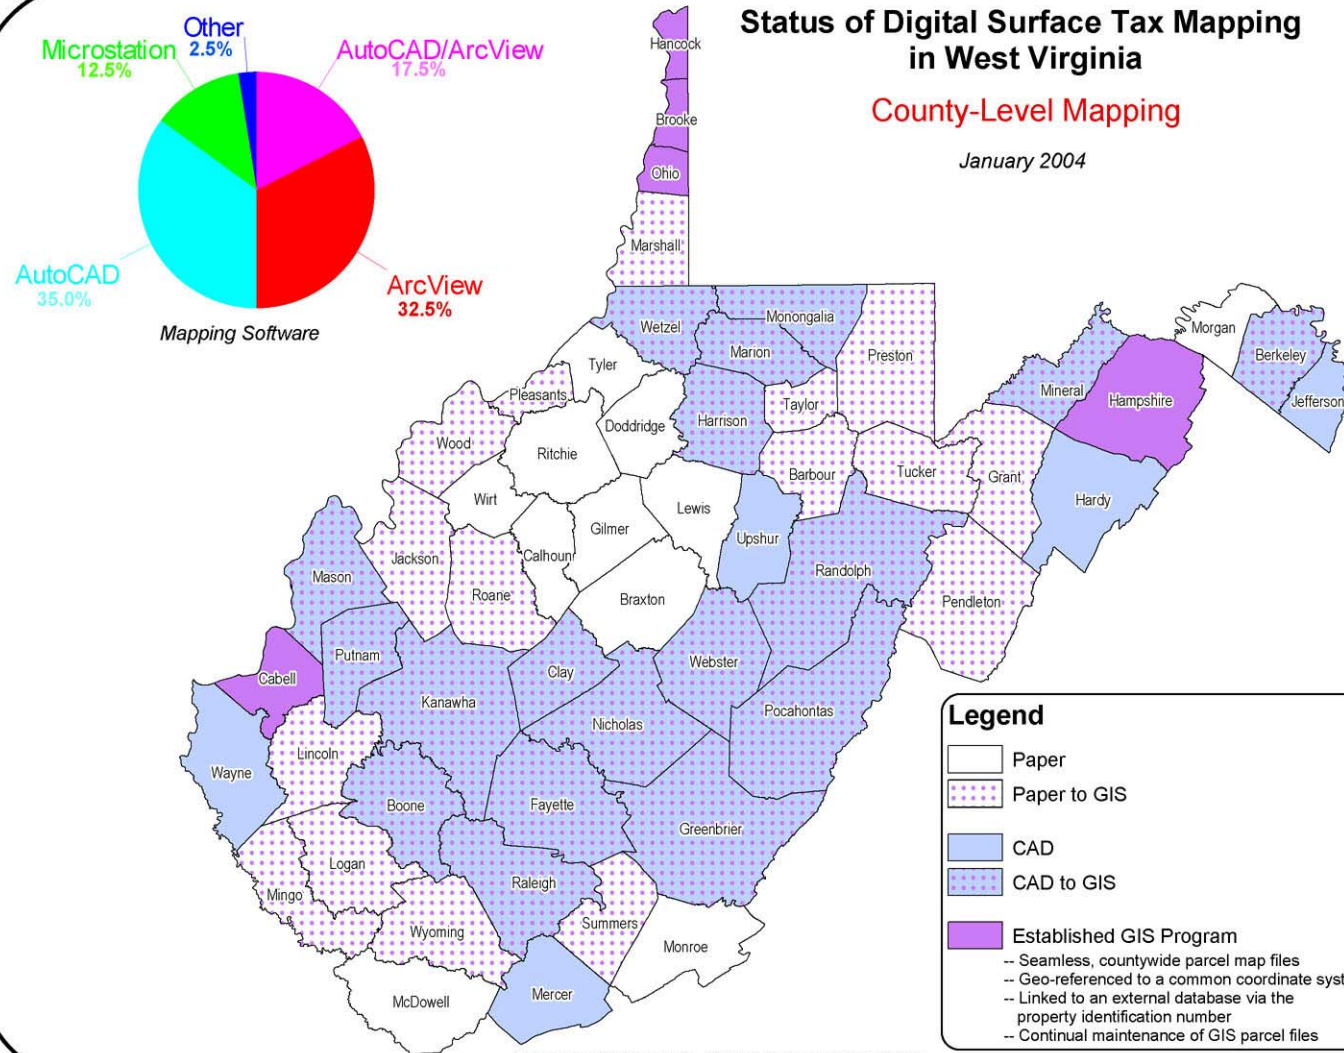 Status of Digital Surface Tax Mapping
in West Virginia
County-Level Mapping
January 2004
Other
2.5%
Microstation
12.5%
AutoCAD/ArcView
17.5%
AutoCAD
35.0%
ArcView
32.5%
Mapping Software
Hancock
Brooke
Ohio
Marshall
Wetzel
Monongalia
Marion
Preston
Morgan
Berkeley
Jefferson
Mineral
Hampshire
Tyler
Pleasants
Doddridge
Harrison
Taylor
Wood
Ritchie
Barbour
Tucker
Grant
Hardy
Wirt
Lewis
Gilmer
Upshur
Calhoun
Jackson
Roane
Mason
Randolph
Braxton
Pendleton
Putnam
Cabell
Clay
Webster
Kanawha
Pocahontas
Nicholas
Wayne
Lincoln
Boone
Fayette
Greenbrier
Logan
Mingo
Raleigh
Wyoming
Summers
Monroe
McDowell
Mercer
Legend
Paper
Paper to GIS
CAD
CAD to GIS
Established GIS Program
-- Seamless, countywide parcel map files
-- Geo-referenced to a common coordinate syst
-- Linked to an external database via the
property identification number
-- Continual maintenance of GIS parcel files